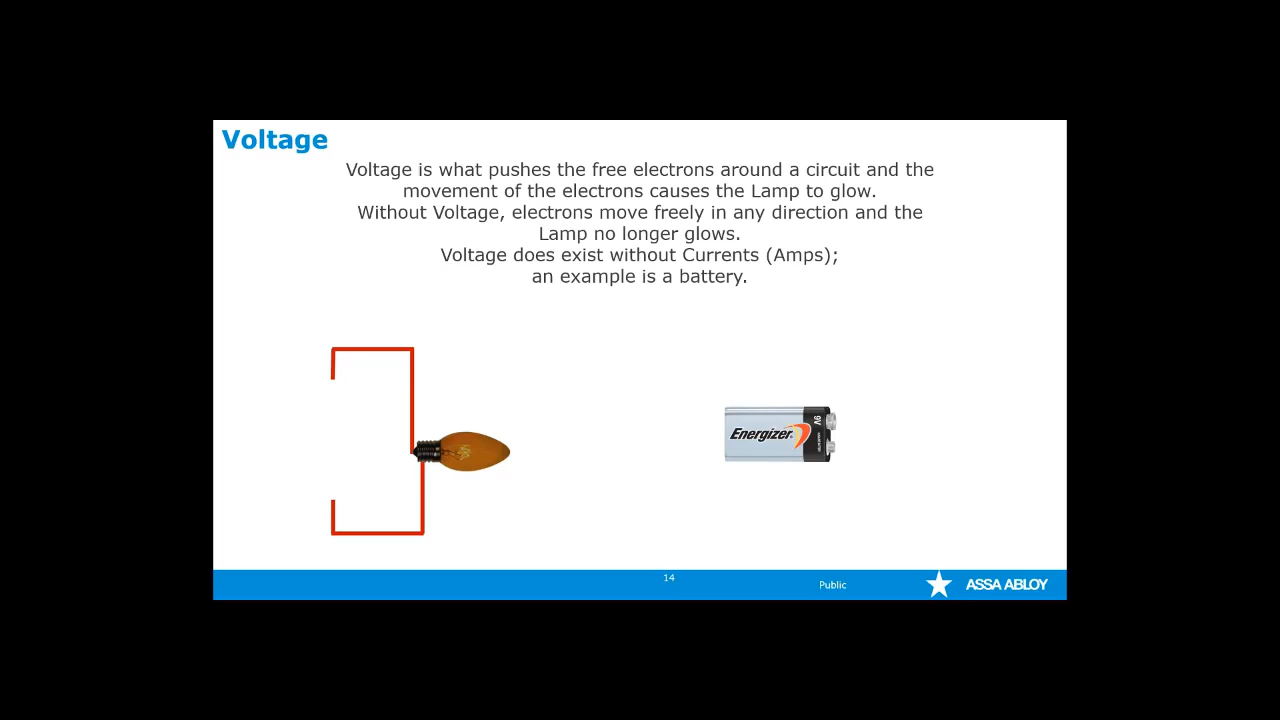 Voltage
Voltage is what pushes the free electrons around a circuit and the
movement of the electrons causes the Lamp to glow.
Without Voltage, electrons move freely in any direction and the
Lamp no longer glows.
Voltage does exist without Currents (Amps);
an example is a battery.
Energizer
9V
14
Public
ASSA ABLOY